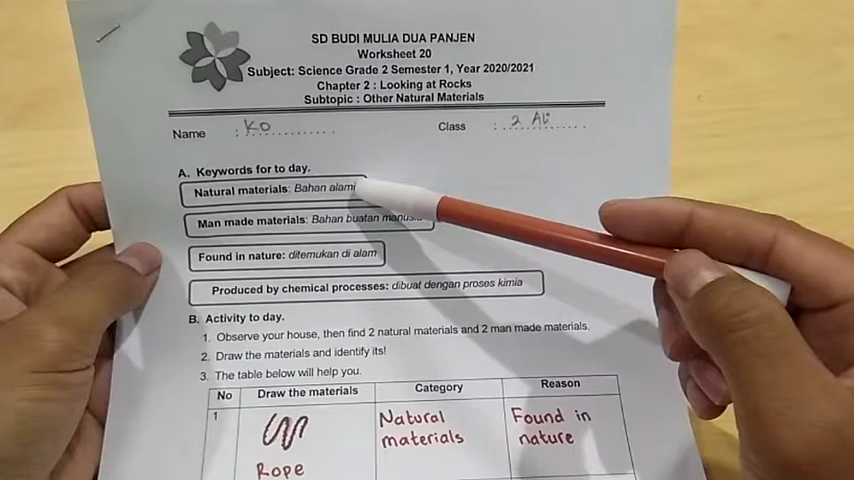 SD BUDI MULIA DUA PANJEN
Worksheet 20
Subject: Science Grade 2 Semester 1, Year 2020/2021
Chapter 2 : Looking at Rocks
Subtopic : Other Natural Materials
Name : KO Class : 2 Ali
A. Keywords for to day.
Natural materials: Bahan alami
Man made materials: Bahan buatan manusia
Found in nature: ditemukan di alam
Produced by chemical processes: dibuat dengan proses kimia
B. Activity to day.
1. Observe your house, then find 2 natural materials and 2 man made materials.
2. Draw the materials and identify its!
3. The table below will help you.
No Draw the materials Category Reason
1 Natural Found in
materials nature
Rope